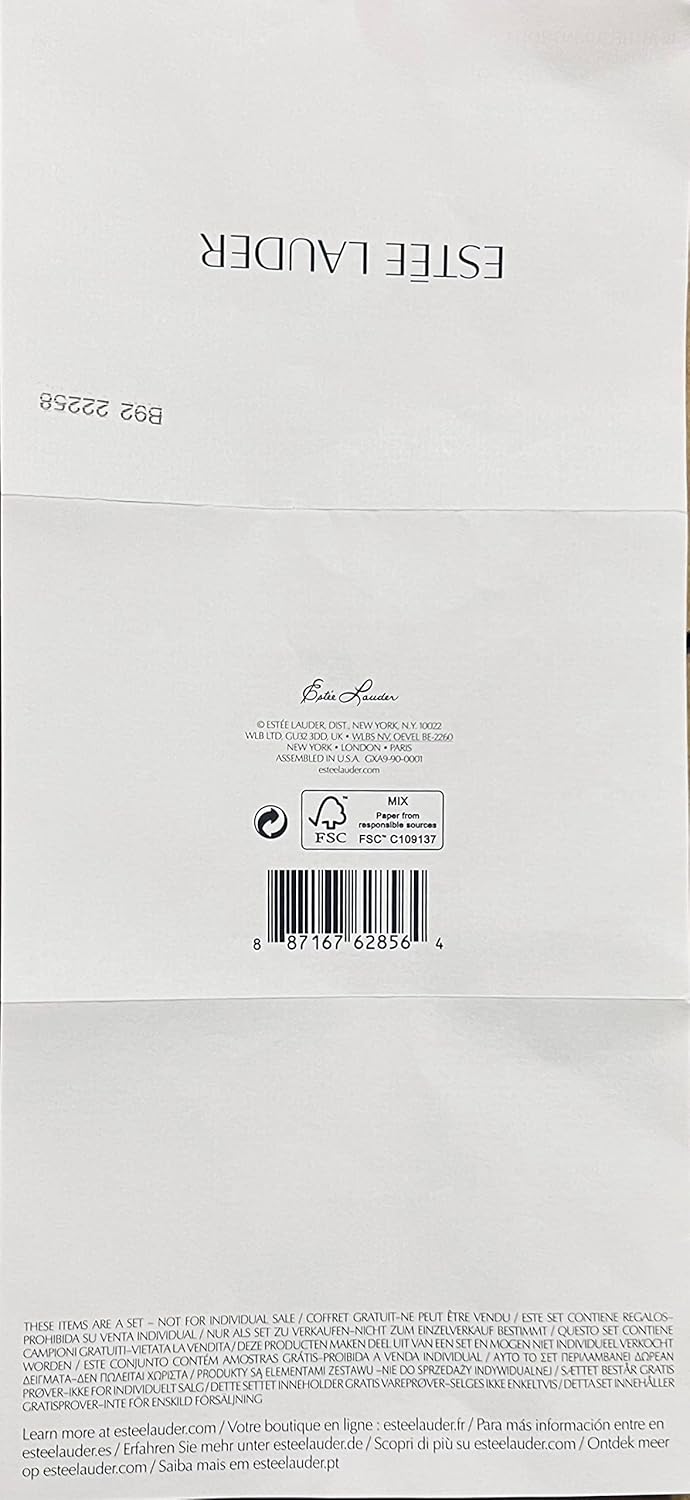 ESTĒE LAUDER
B92 22258
Estée Lauder
© ESTÉE LAUDER, DIST., NEW YORK, N.Y. 10022
WLB LTD, GU32 3DD, UK • WLBS NV, OEVEL BE-2260
NEW YORK • LONDON • PARIS
ASSEMBLED IN U.S.A. GXA9-90-0001
esteelauder.com
MIX
Paper from
responsible sources
FSC™ C109137
FSC™
8 87167 62856 4
THESE ITEMS ARE A SET – NOT FOR INDIVIDUAL SALE / COFFRET GRATUIT–NE PEUT ÊTRE VENDU / ESTE SET CONTIENE REGALOS–
PROHIBIDA SU VENTA INDIVIDUAL / NUR ALS SET ZU VERKAUFEN–NICHT ZUM EINZELVERKAUF BESTIMMT / QUESTO SET CONTIENE
CAMPIONI GRATUITI–VIETATA LA VENDITA / DEZE PRODUCTEN MAKEN DEEL UIT VAN EEN SET EN MOGEN NIET INDIVIDUEEL VERKOCHT
WORDEN / ESTE CONJUNTO CONTÉM AMOSTRAS GRÁTIS–PROIBIDA A VENDA INDIVIDUAL / ΑΥΤΟ ΤΟ ΣΕΤ ΠΕΡΙΛΑΜΒΑΝΕΙ ΔΩΡΕΑΝ
ΔΕΙΓΜΑΤΑ–ΔΕΝ ΠΩΛΕΙΤΑΙ ΧΩΡΙΣΤΑ / PRODUKTY SĄ ELEMENTAMI ZESTAWU –NIE DO SPRZEDAŻY INDYWIDUALNEJ / SÆTTET BESTÅR GRATIS
PRØVER–IKKE FOR INDIVIDUELT SALG / DETTE SETTET INNEHOLDER GRATIS VAREPRØVER–SELGES IKKE ENKELTVIS / DETTA SET INNEHÅLLER
GRATISPROVER–INTE FÖR ENSKILD FÖRSÄLJNING
Learn more at esteelauder.com / Votre boutique en ligne : esteelauder.fr / Para más información entre en
esteelauder.es / Erfahren Sie mehr unter esteelauder.de / Scopri di più su esteelauder.com / Ontdek meer
op esteelauder.com / Saiba mais em esteelauder.pt